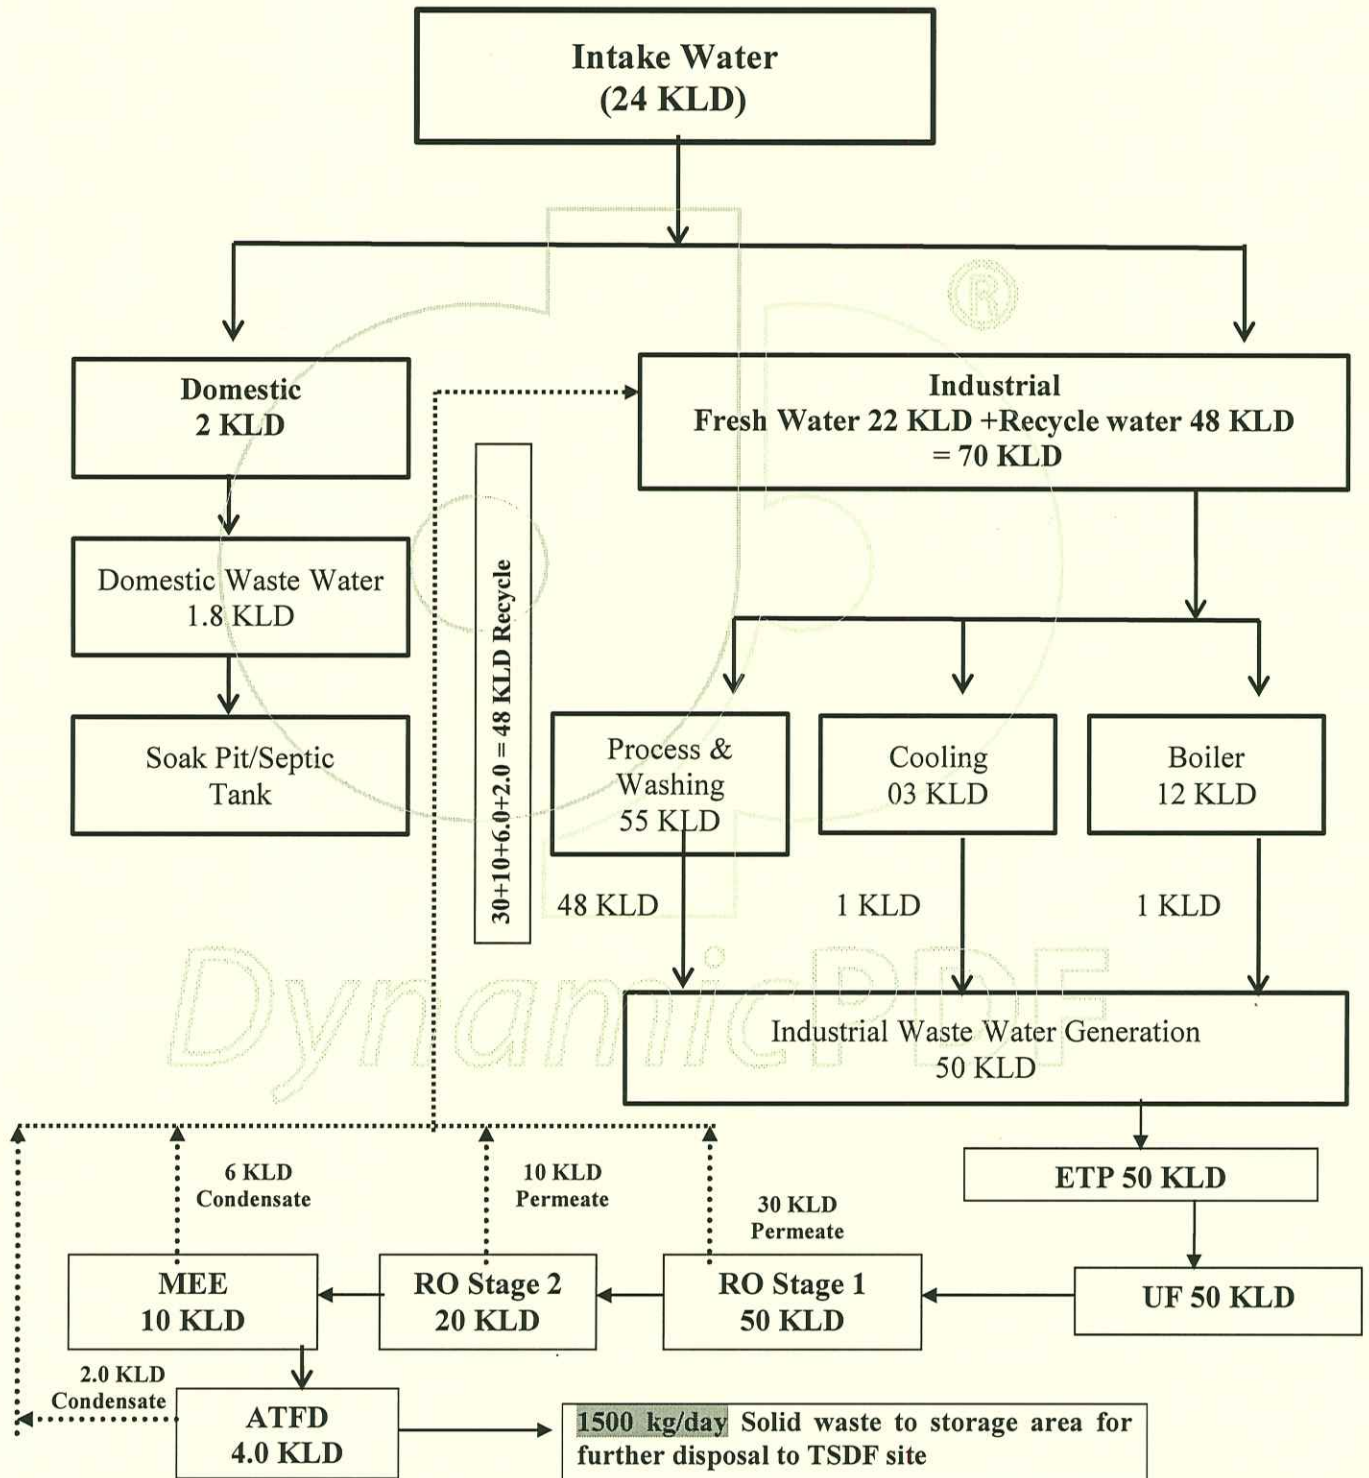 Intake Water
(24 KLD)
®
Domestic
2 KLD
Industrial
Fresh Water 22 KLD +Recycle water 48 KLD
= 70 KLD
Domestic Waste Water
1.8 KLD
30+10+6.0+2.0 = 48 KLD Recycle
Soak Pit/Septic
Tank
Process &
Washing
55 KLD
Cooling
03 KLD
Boiler
12 KLD
48 KLD
1 KLD
1 KLD
DynamicPDF
Industrial Waste Water Generation
50 KLD
6 KLD
Condensate
10 KLD
Permeate
30 KLD
Permeate
ETP 50 KLD
MEE
10 KLD
RO Stage 2
20 KLD
RO Stage 1
50 KLD
UF 50 KLD
2.0 KLD
Condensate
ATFD
4.0 KLD
1500 kg/day Solid waste to storage area for
further disposal to TSDF site